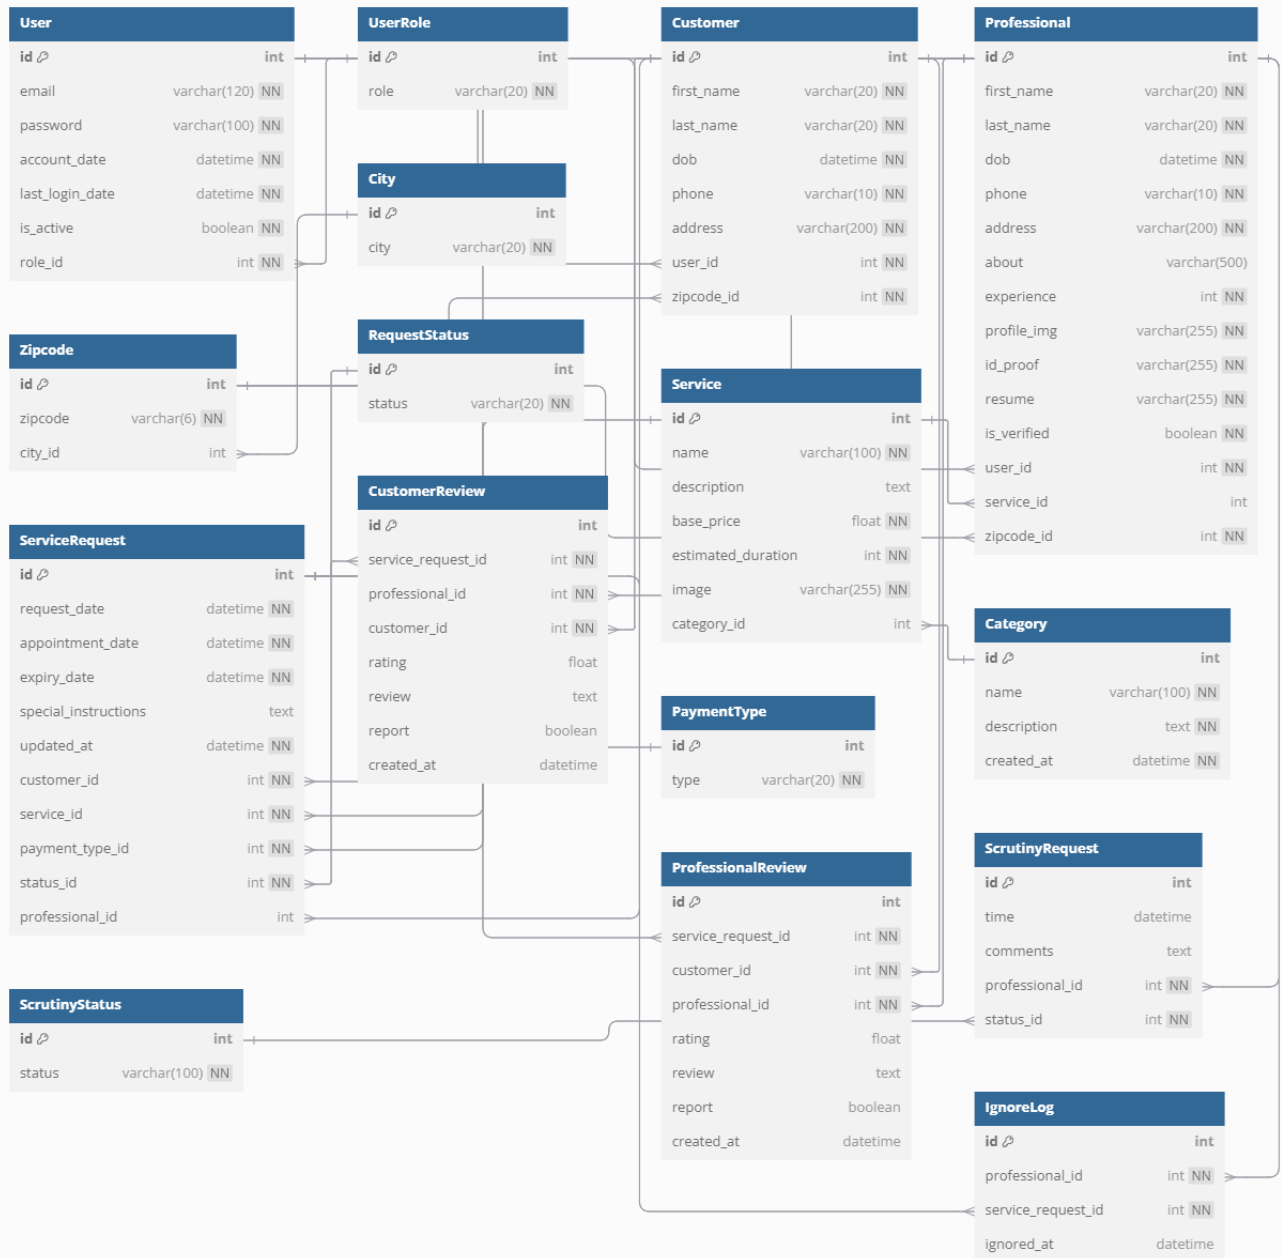 User
id int
email varchar(120) NN
password varchar(100) NN
account_date datetime NN
last_login_date datetime NN
is_active boolean NN
role_id int NN
UserRole
id int
role varchar(20) NN
Customer
id int
first_name varchar(20) NN
last_name varchar(20) NN
dob datetime NN
phone varchar(10) NN
address varchar(200) NN
user_id int NN
zipcode_id int NN
Professional
id int
first_name varchar(20) NN
last_name varchar(20) NN
dob datetime NN
phone varchar(10) NN
address varchar(200) NN
about varchar(500)
experience int NN
profile_img varchar(255) NN
id_proof varchar(255) NN
resume varchar(255) NN
is_verified boolean NN
user_id int NN
service_id int
zipcode_id int NN
City
id int
city varchar(20) NN
Zipcode
id int
zipcode varchar(6) NN
city_id int
RequestStatus
id int
status varchar(20) NN
Service
id int
name varchar(100) NN
description text
base_price float NN
estimated_duration int NN
image varchar(255) NN
category_id int
CustomerReview
id int
service_request_id int NN
professional_id int NN
customer_id int NN
rating float
review text
report boolean
created_at datetime
ServiceRequest
id int
request_date datetime NN
appointment_date datetime NN
expiry_date datetime NN
special_instructions text
updated_at datetime NN
customer_id int NN
service_id int NN
payment_type_id int NN
status_id int NN
professional_id int
Category
id int
name varchar(100) NN
description text NN
created_at datetime NN
PaymentType
id int
type varchar(20) NN
ProfessionalReview
id int
service_request_id int NN
customer_id int NN
professional_id int NN
rating float
review text
report boolean
created_at datetime
ScrutinyRequest
id int
time datetime
comments text
professional_id int NN
status_id int NN
ScrutinyStatus
id int
status varchar(100) NN
IgnoreLog
id int
professional_id int NN
service_request_id int NN
ignored_at datetime